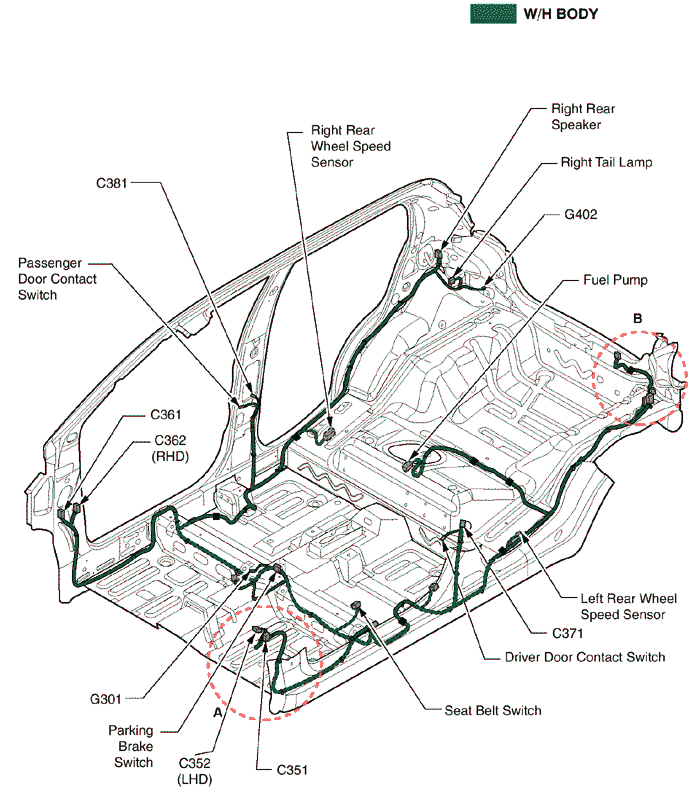 W/H BODY
Right Rear
Speaker
Right Rear
Wheel Speed
Sensor
Right Tail Lamp
C381
G402
Passenger
Door Contact
Switch
Fuel Pump
B
C361
C362
(RHD)
Left Rear Wheel
Speed Sensor
C371
Driver Door Contact Switch
G301
A
Seat Belt Switch
Parking
Brake
Switch
C352
(LHD)
C351